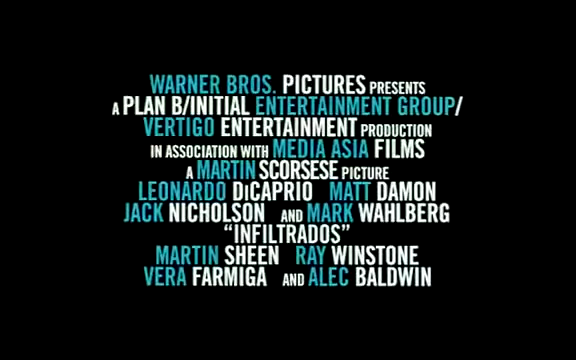 WARNER BROS. PICTURES PRESENTS
A PLAN B/INITIAL ENTERTAINMENT GROUP/
VERTIGO ENTERTAINMENT PRODUCTION
IN ASSOCIATION WITH MEDIA ASIA FILMS
A MARTIN SCORSESE PICTURE
LEONARDO DiCAPRIO MATT DAMON
JACK NICHOLSON AND MARK WAHLBERG
“INFILTRADOS”
MARTIN SHEEN RAY WINSTONE
VERA FARMIGA AND ALEC BALDWIN